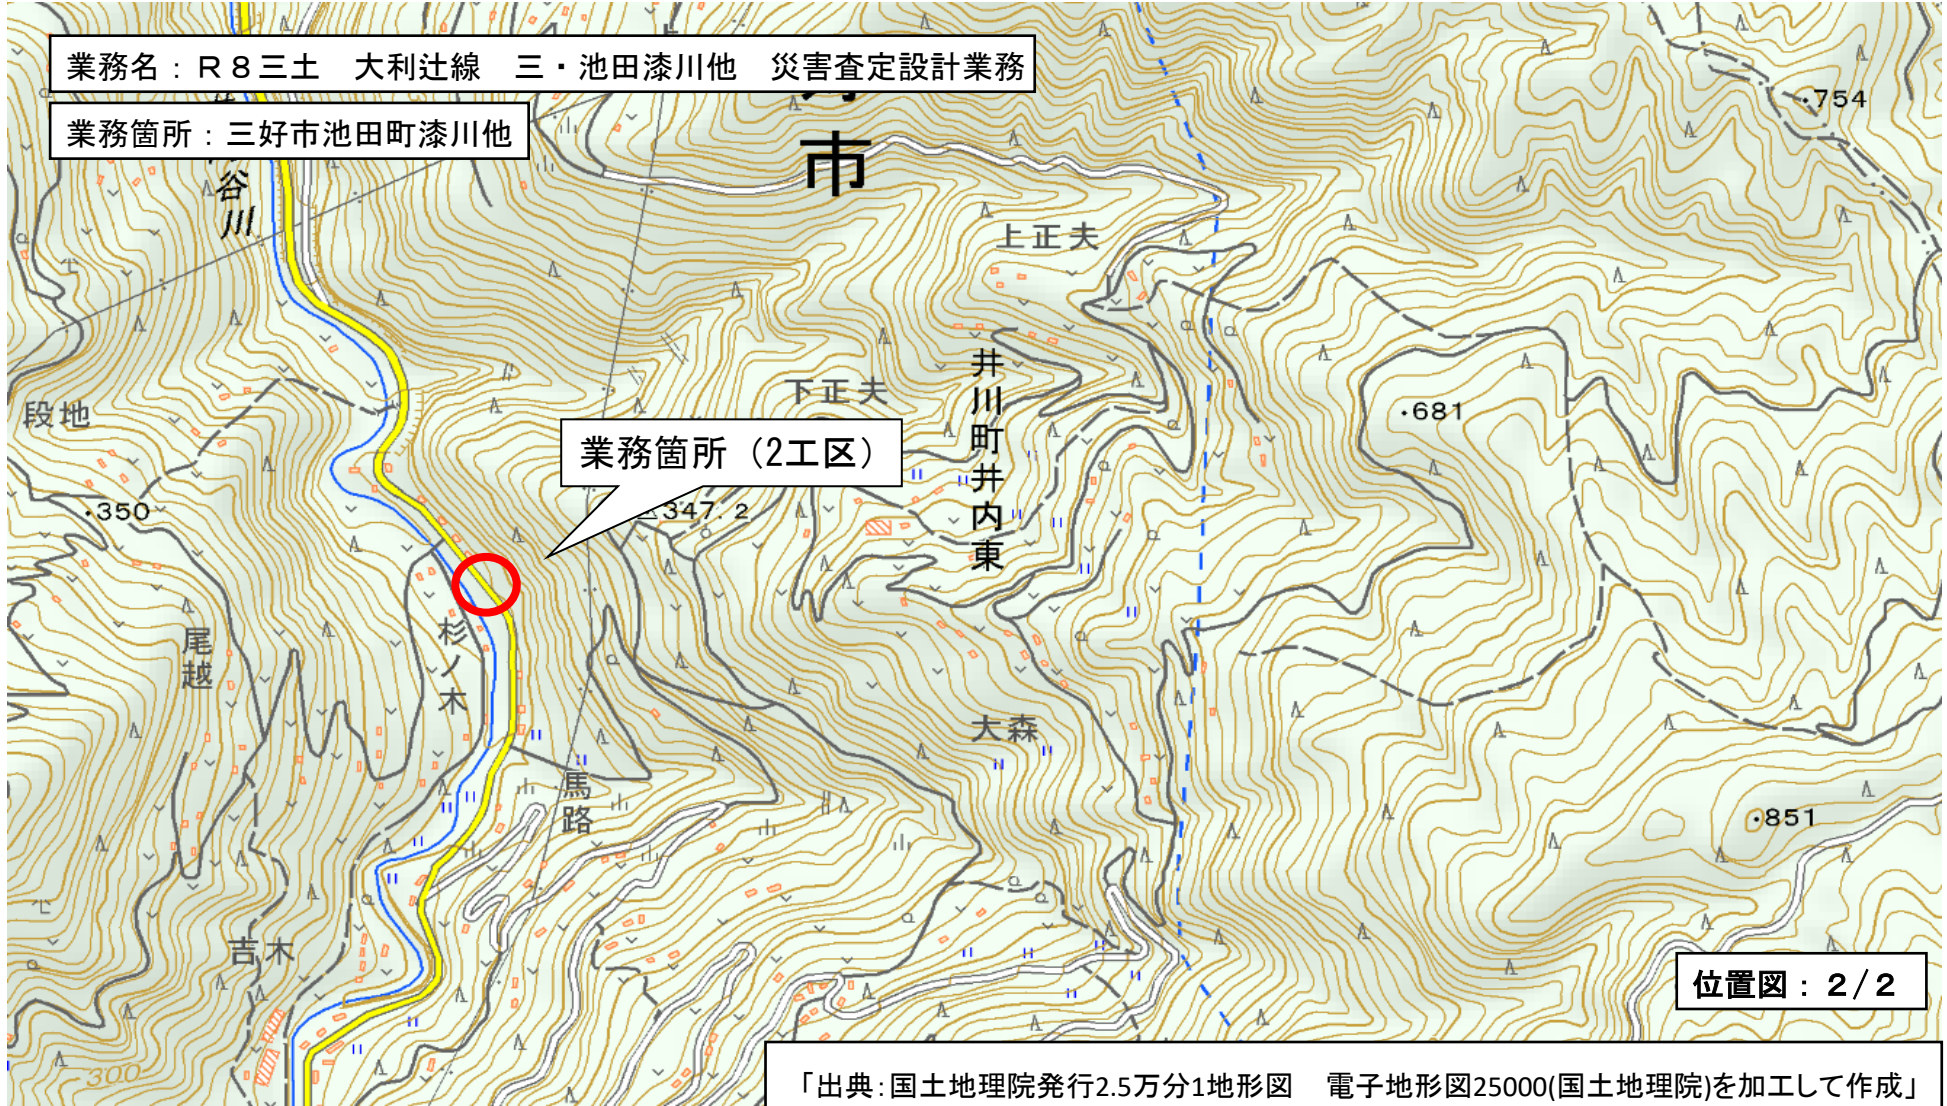 業務名：Ｒ８三土　大利辻線　三・池田漆川他　災害査定設計業務
業務箇所：三好市池田町漆川他
市
谷川
・754
上正夫
井川町井内東
下正夫
・681
段地
業務箇所（2工区）
・350
347.2
杉ノ木
尾越
大森
馬路
・851
吉木
位置図：２/２
300
「出典：国土地理院発行2.5万分1地形図　電子地形図25000(国土地理院)を加工して作成」